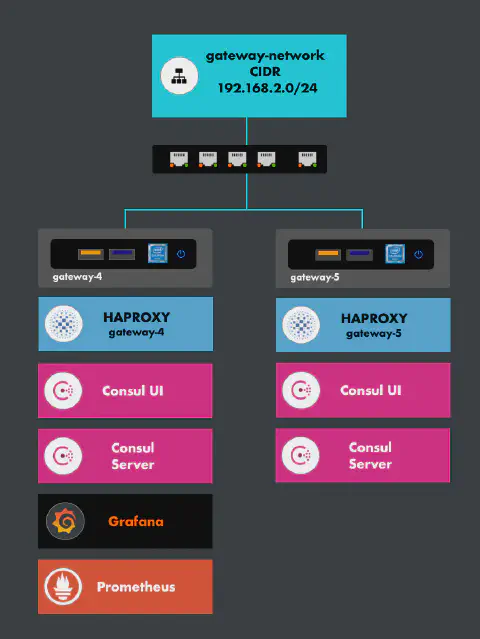 gateway-network
CIDR
192.168.2.0/24
gateway-4
HAPROXY
gateway-4
Consul UI
Consul
Server
Grafana
Prometheus
gateway-5
HAPROXY
gateway-5
Consul UI
Consul
Server